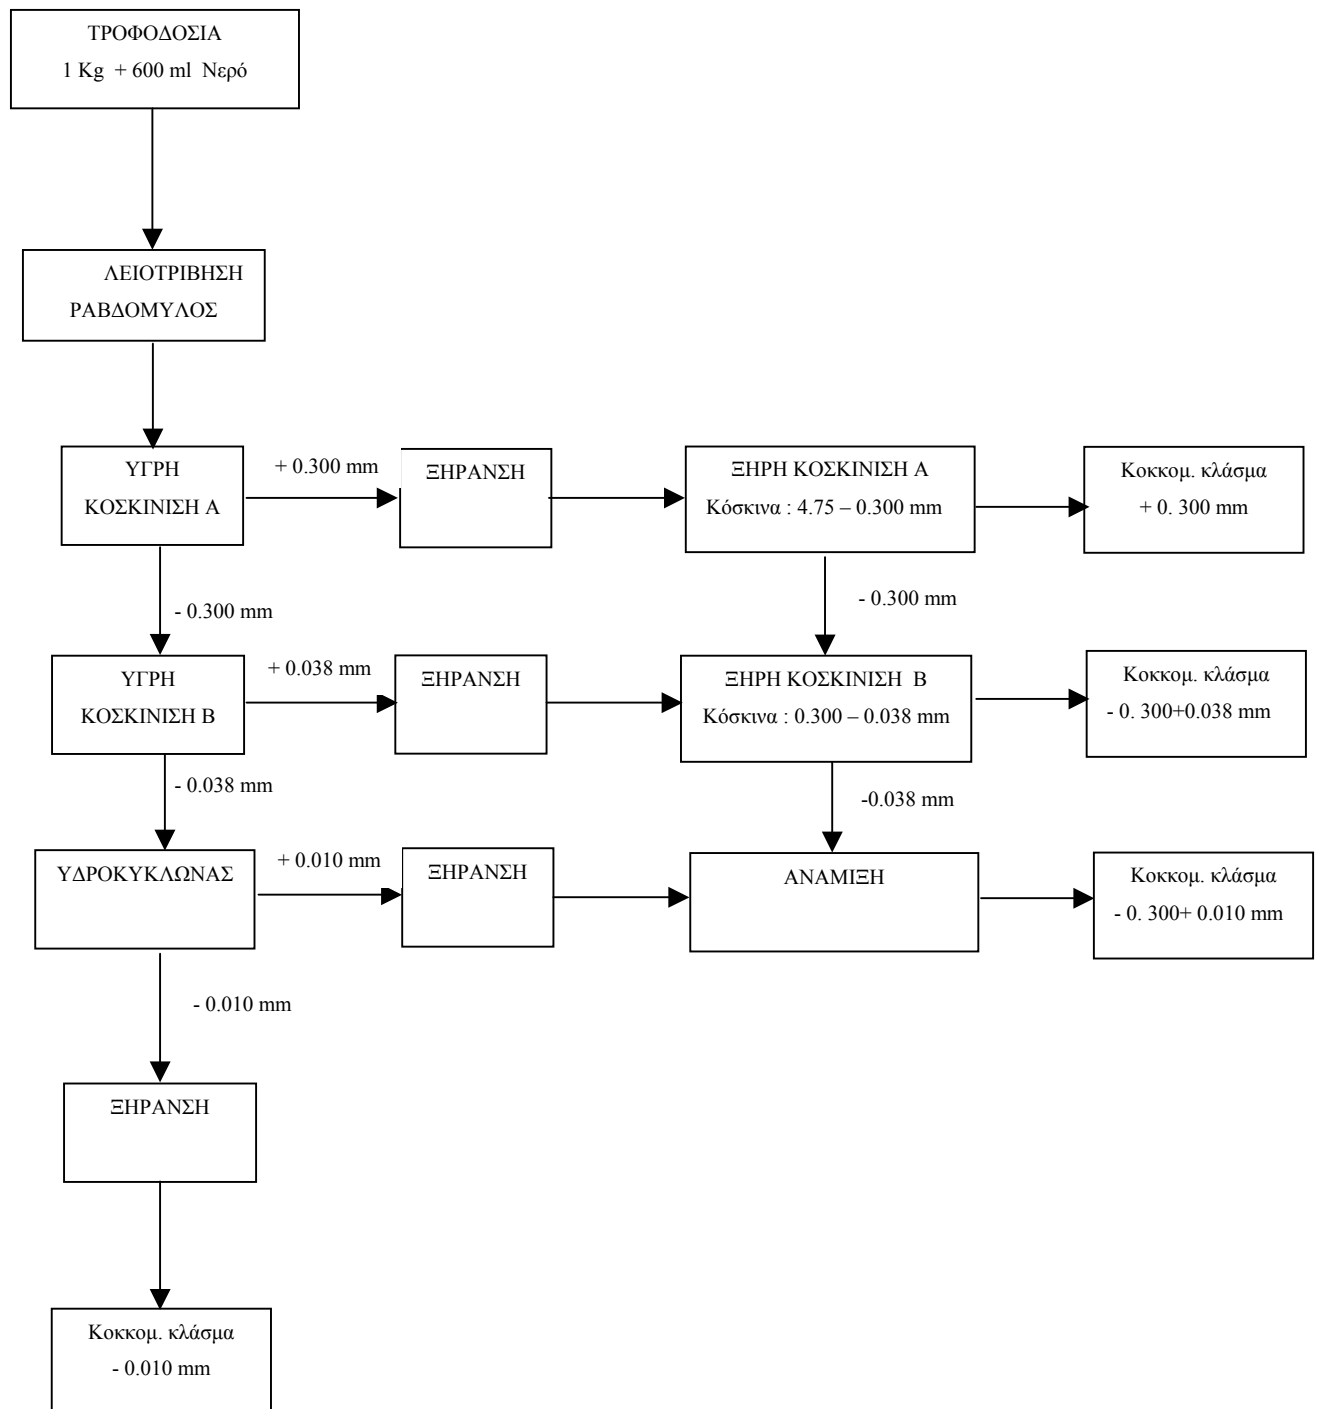 ΤΡΟΦΟΔΟΣΙΑ
1 Kg + 600 ml Νερό
ΛΕΙΟΤΡΙΒΗΣΗ
ΡΑΒΔΟΜΥΛΟΣ
ΥΓΡΗ
ΚΟΣΚΙΝΙΣΗ Α
+ 0.300 mm
ΞΗΡΑΝΣΗ
ΞΗΡΗ ΚΟΣΚΙΝΙΣΗ Α
Κόσκινα : 4.75 – 0.300 mm
Κοκκομ. κλάσμα
+ 0. 300 mm
- 0.300 mm
- 0.300 mm
ΥΓΡΗ
ΚΟΣΚΙΝΙΣΗ Β
+ 0.038 mm
ΞΗΡΑΝΣΗ
ΞΗΡΗ ΚΟΣΚΙΝΙΣΗ Β
Κόσκινα : 0.300 – 0.038 mm
Κοκκομ. κλάσμα
- 0. 300+0.038 mm
- 0.038 mm
-0.038 mm
ΥΔΡΟΚΥΚΛΩΝΑΣ
+ 0.010 mm
ΞΗΡΑΝΣΗ
ΑΝΑΜΙΞΗ
Κοκκομ. κλάσμα
- 0. 300+ 0.010 mm
- 0.010 mm
ΞΗΡΑΝΣΗ
Κοκκομ. κλάσμα
- 0.010 mm